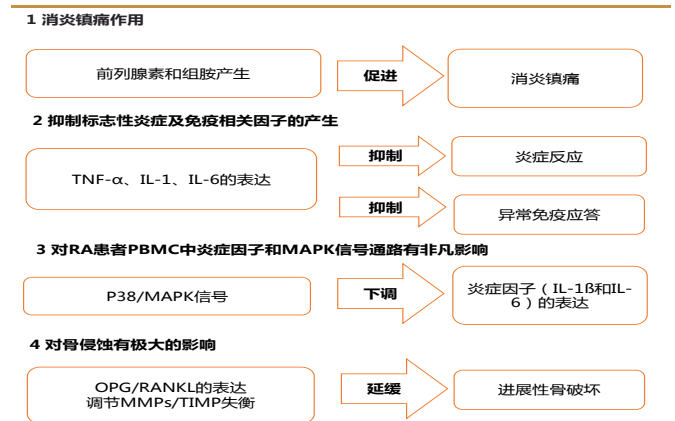 1 消炎镇痛作用
前列腺素和组胺产生
促进
消炎镇痛
2 抑制标志性炎症及免疫相关因子的产生
TNF-α、IL-1、IL-6的表达
抑制
炎症反应
抑制
异常免疫应答
3 对RA患者PBMC中炎症因子和MAPK信号通路有非凡影响
P38/MAPK信号
下调
炎症因子（IL-1ß和IL-
6）的表达
4 对骨侵蚀有极大的影响
OPG/RANKL的表达
调节MMPs/TIMP失衡
延缓
进展性骨破坏